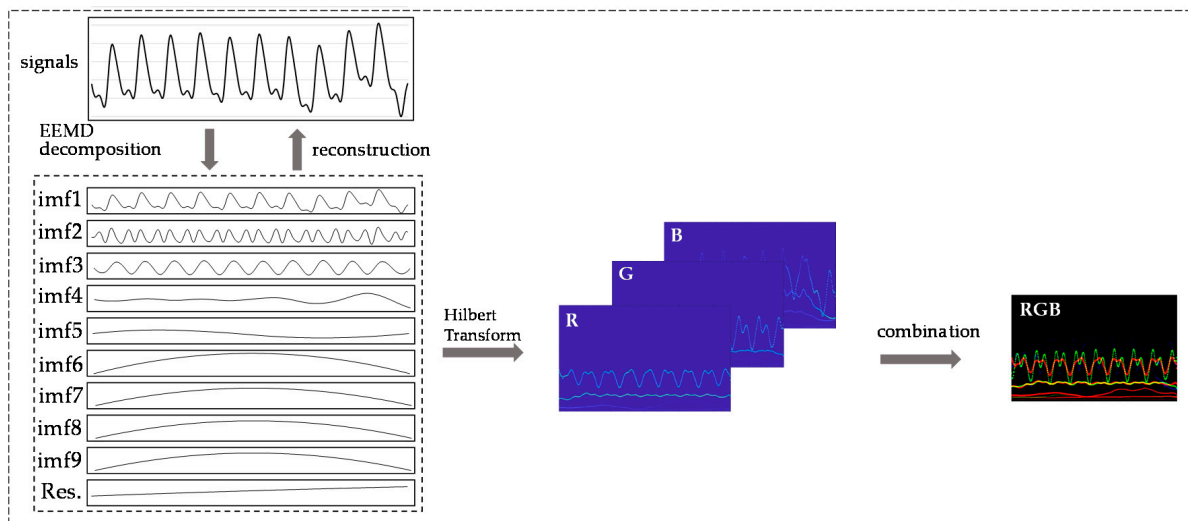 signals
EEMD
decomposition
reconstruction
imf1
imf2
imf3
imf4
imf5
imf6
imf7
imf8
imf9
Res.
Hilbert
Transform
B
G
R
combination
RGB